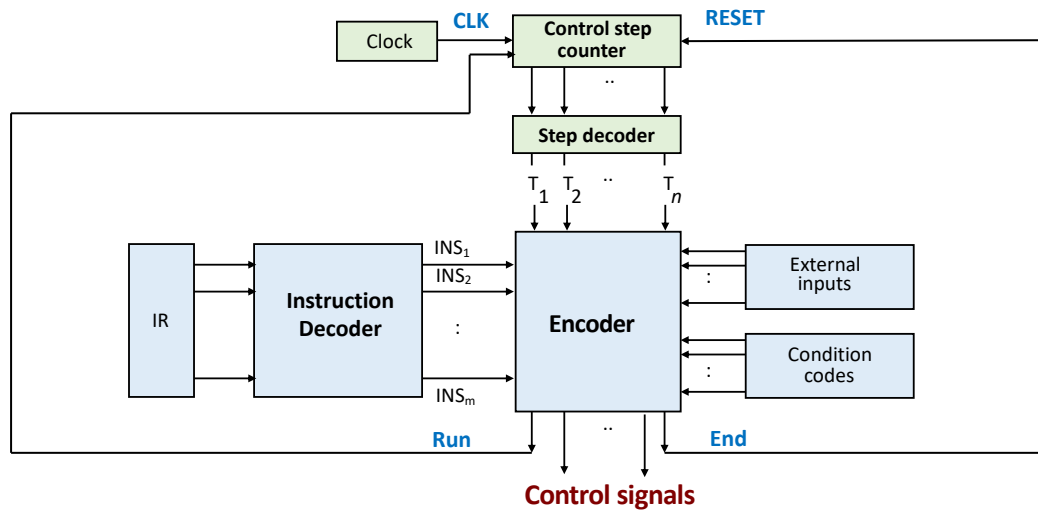 CLK
RESET
Clock
Control step
counter
..
Step decoder
T1 T2 .. Tn
IR
Instruction
Decoder
INS1
INS2
:
INSm
Encoder
:
External
inputs
:
Condition
codes
Run
..
End
Control signals